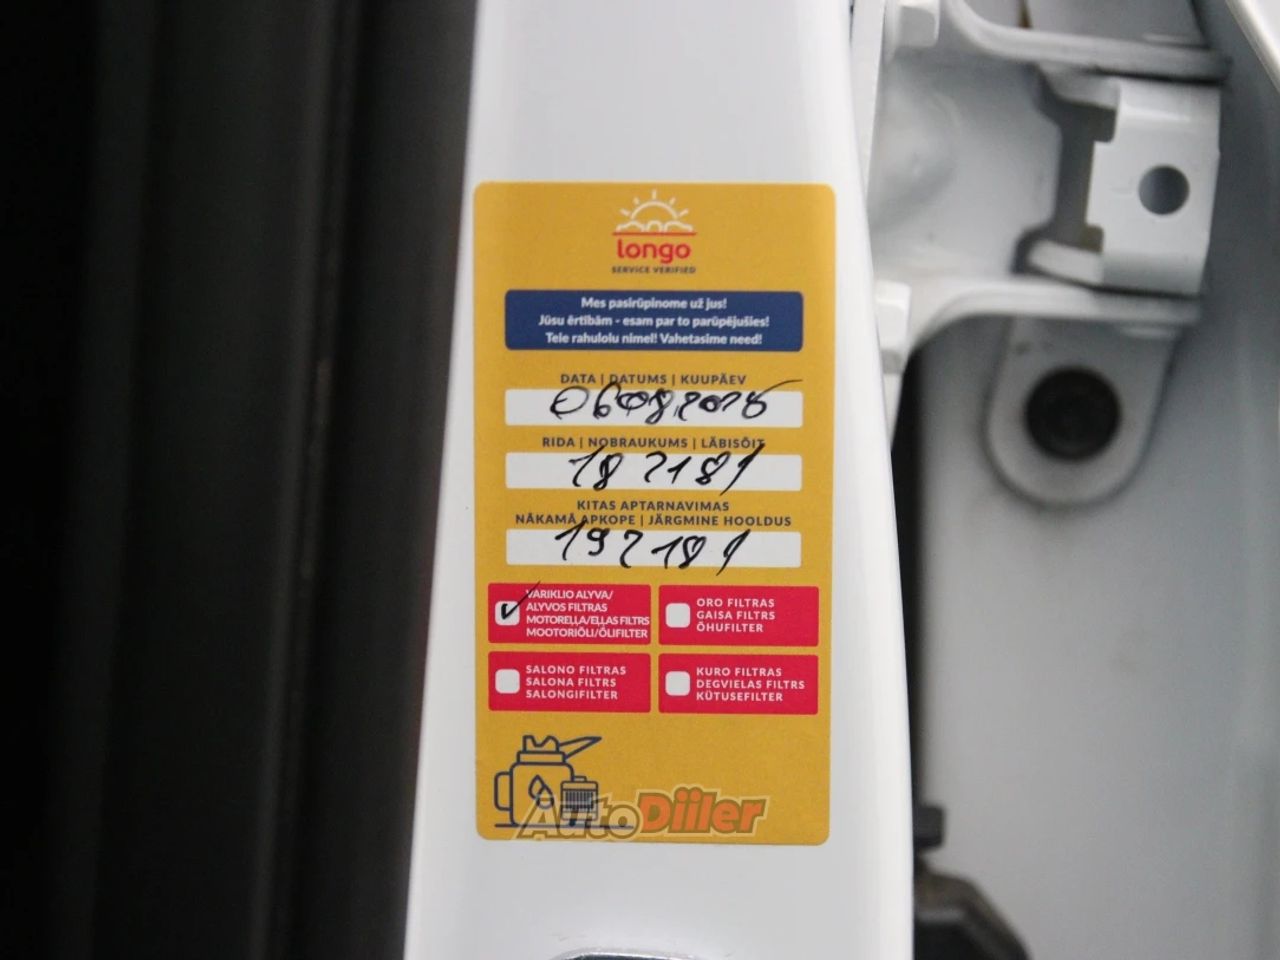 longo
SERVICE VERIFIED
Mes pasirūpinome už jus!
Jūsu ērtībām - esam par to parūpējušies!
Tele rahulolu nimel! Vahetasime need!
DATA | DATUMS | KUUPÄEV
RIDA | NOBRAUKUMS | LÄBISÕIT
182181
KITAS APTARNAVIMAS
NĀKAMĀ APKOPE | JÄRGMINE HOOLDUS
192181
VARIKLIO ALYVA/
ALYVOS FILTRAS
MOTOREĻĻA/EĻĻAS FILTRS
MOOTORIÕLI/ÕLIFILTER
ORO FILTRAS
GAISA FILTRS
ÕHUFILTER
SALONO FILTRAS
SALONA FILTRS
SALONGIFILTER
KURO FILTRAS
DEGVIELAS FILTRS
KÜTUSEFILTER
AutoDiiler